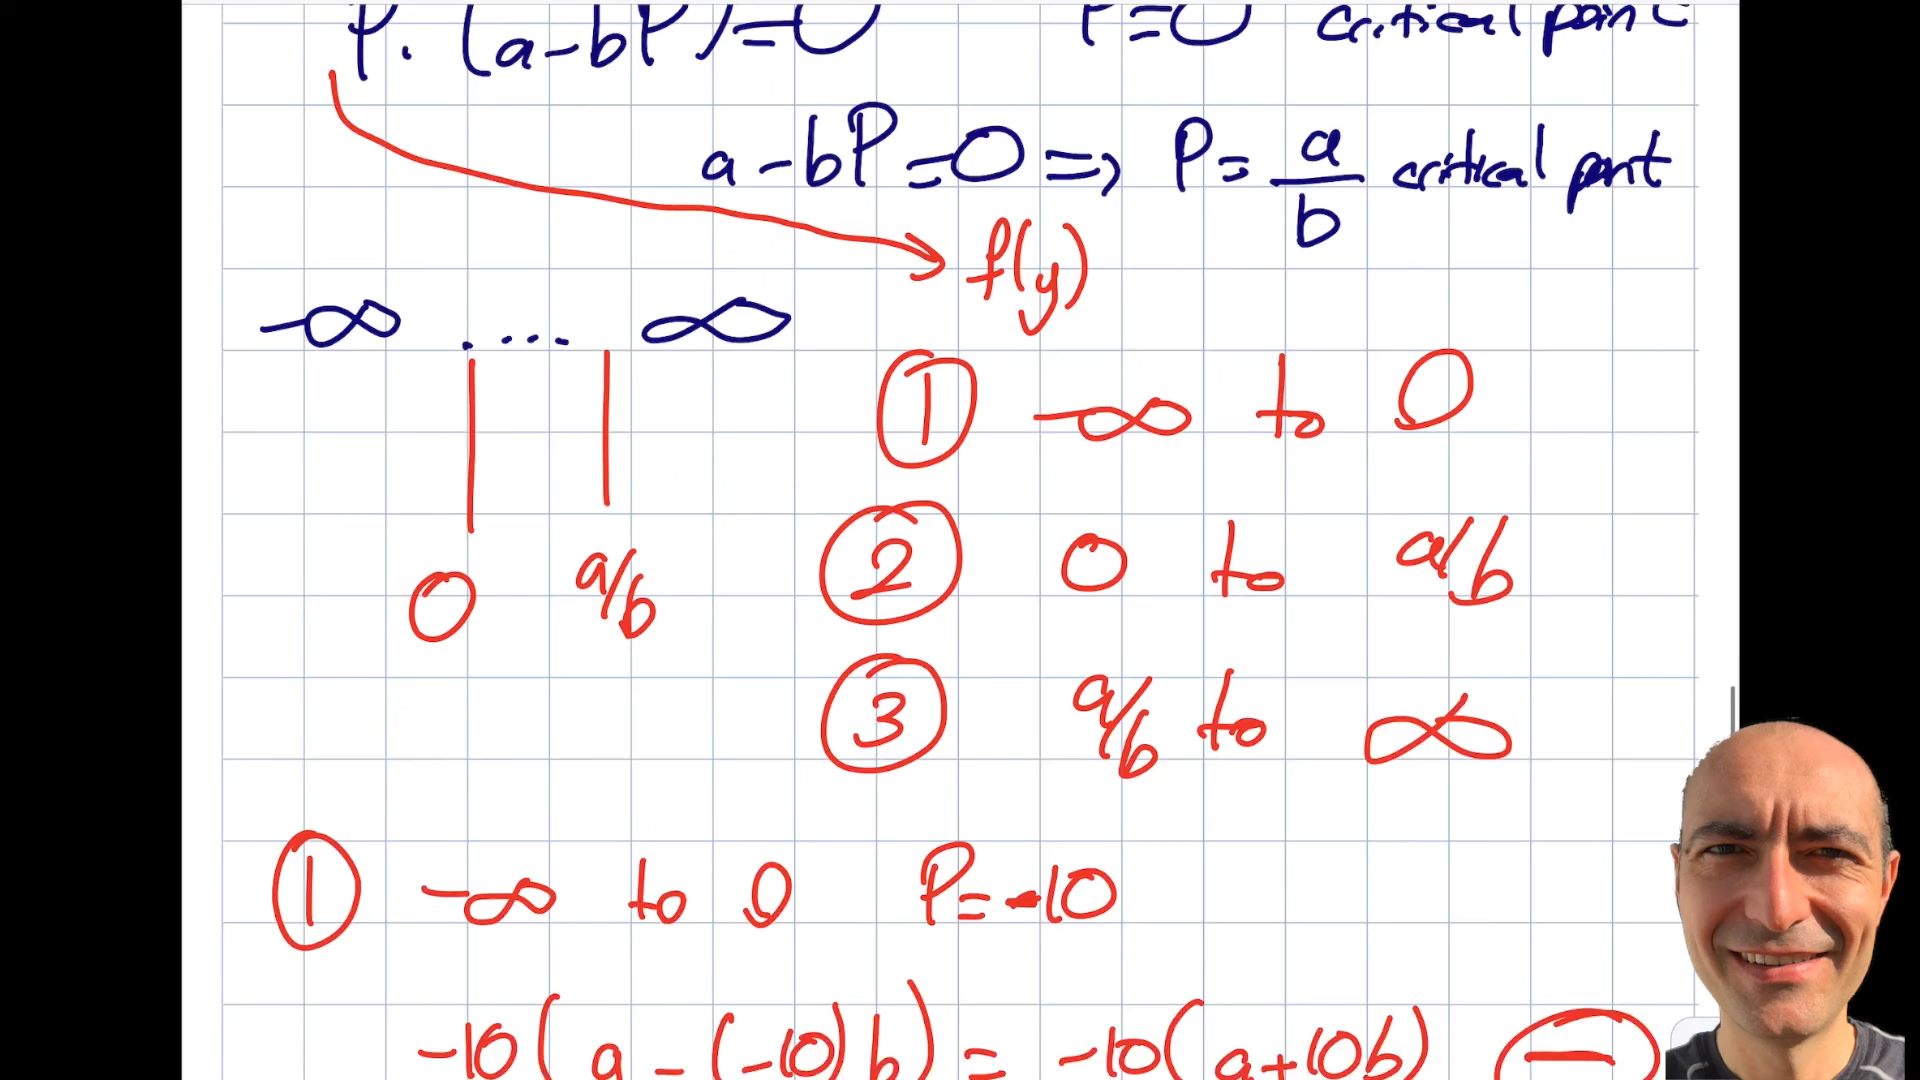 P. (a-bP)=0 P=0 critical point
a-bP=0 => P= a/b critical point
f(y)
-∞ .... ∞
① -∞ to 0
② 0 to a/b
0 a/b
③ a/b to ∞
① -∞ to 0 P=-10
-10(a-(-10)b) = -10(a+10b) -